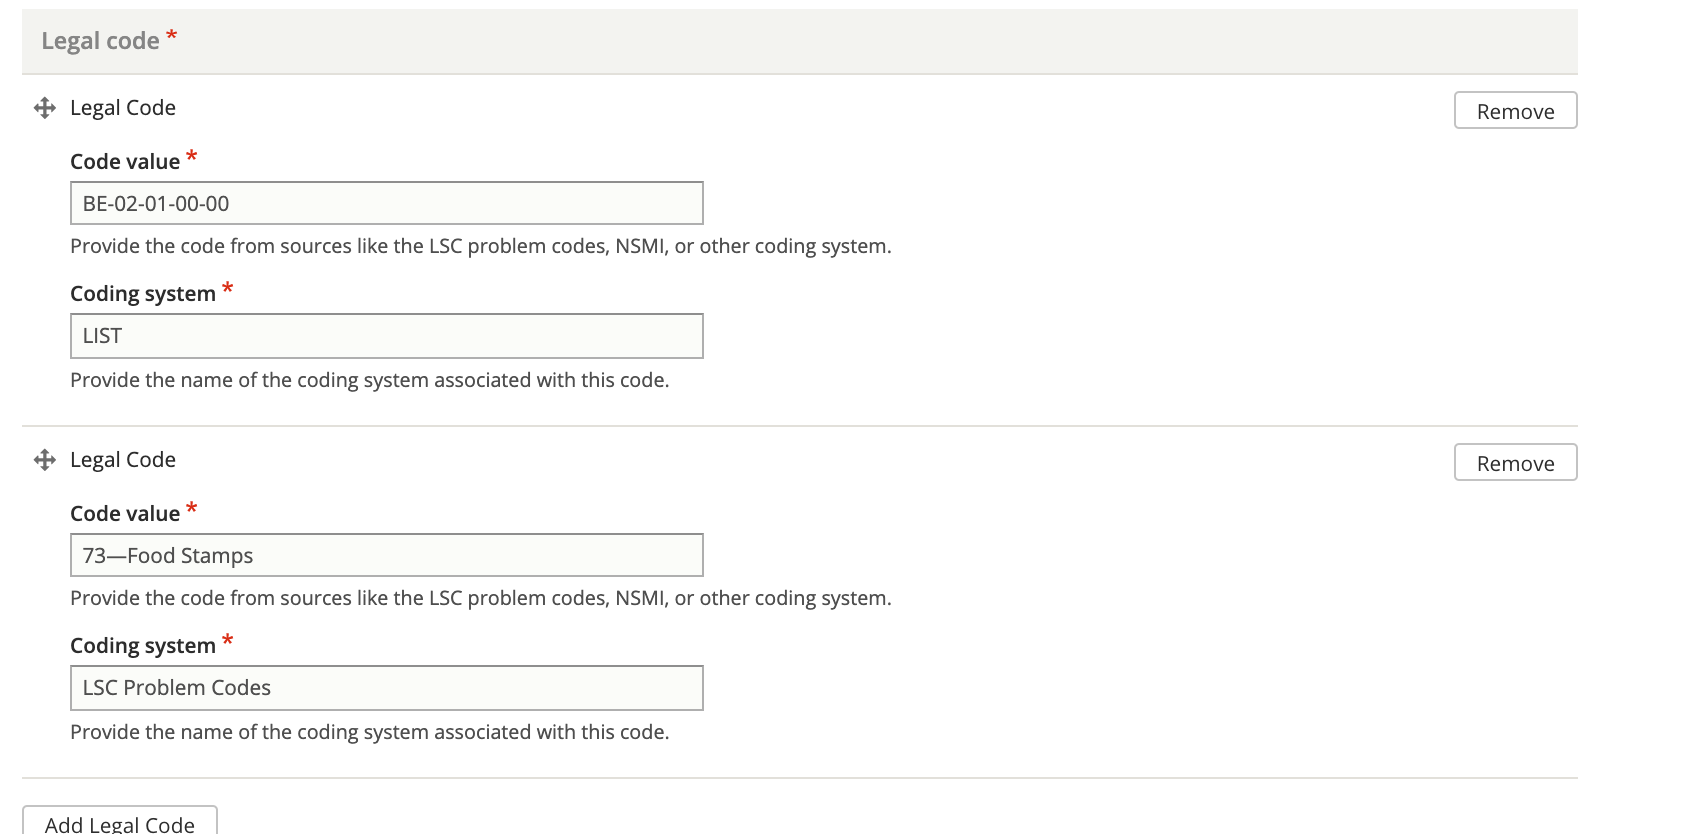 Legal code *
Legal Code
Remove
Code value *
BE-02-01-00-00
Provide the code from sources like the LSC problem codes, NSMI, or other coding system.
Coding system *
LIST
Provide the name of the coding system associated with this code.
Legal Code
Remove
Code value *
73—Food Stamps
Provide the code from sources like the LSC problem codes, NSMI, or other coding system.
Coding system *
LSC Problem Codes
Provide the name of the coding system associated with this code.
Add Legal Code